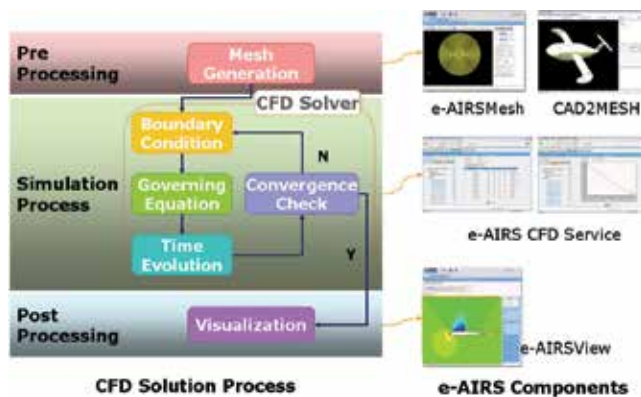 Pre
Processing
Mesh
Generation
CFD Solver
Boundary
Condition
N
Simulation
Process
Governing
Equation
Convergence
Check
Time
Evolution
Y
Post
Processing
Visualization
CFD Solution Process
e-AIRSMesh
CAD2MESH
e-AIRS CFD Service
e-AIRSView
e-AIRS Components